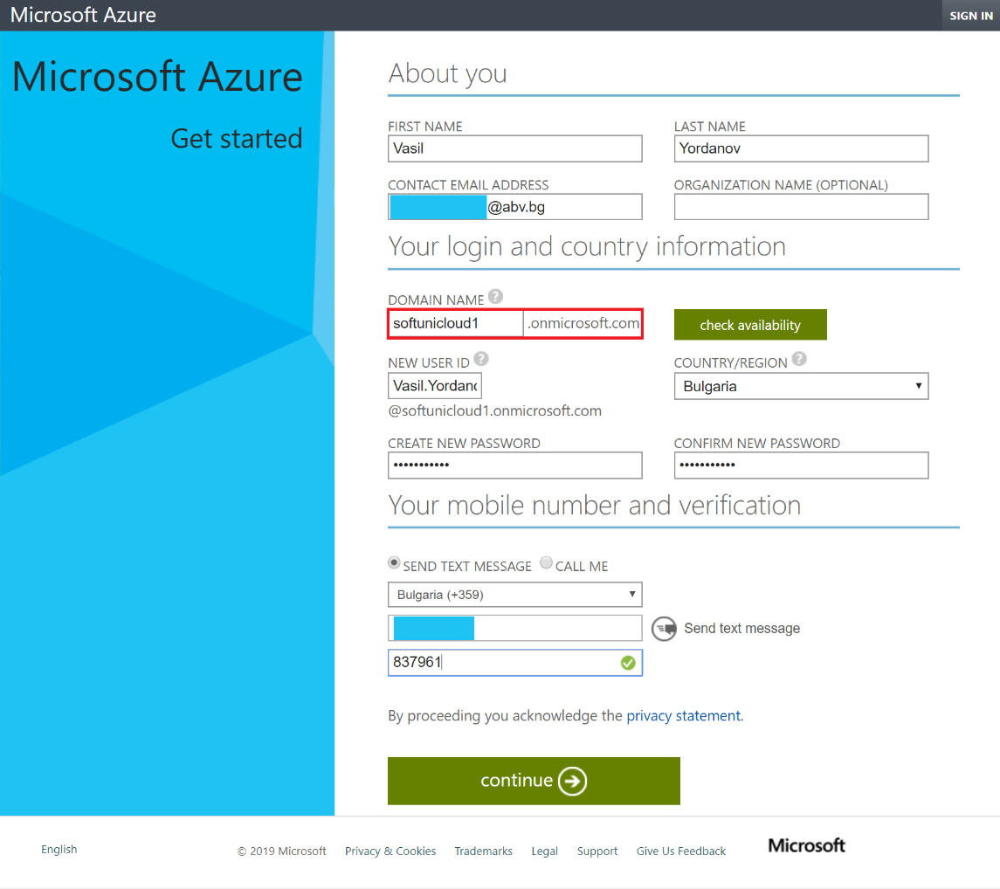 Microsoft Azure
SIGN IN
Microsoft Azure
Get started
About you
FIRST NAME
LAST NAME
Vasil
Yordanov
CONTACT EMAIL ADDRESS
ORGANIZATION NAME (OPTIONAL)
@abv.bg
Your login and country information
DOMAIN NAME ?
softunicloud1 .onmicrosoft.com
check availability
NEW USER ID ?
COUNTRY/REGION ?
Vasil.Yordano
Bulgaria
@softunicloud1.onmicrosoft.com
CREATE NEW PASSWORD
CONFIRM NEW PASSWORD
•••••••••••
•••••••••••
Your mobile number and verification
SEND TEXT MESSAGE CALL ME
Bulgaria (+359)
Send text message
837961
By proceeding you acknowledge the privacy statement.
continue
English
© 2019 Microsoft Privacy & Cookies Trademarks Legal Support Give Us Feedback
Microsoft